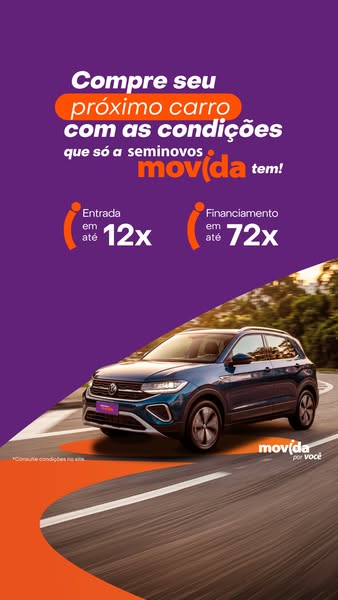 Compre seu
próximo carro
com as condições
que só a seminovos
movida tem!
Entrada
em
até 12x
Financiamento
em
até 72x
movida
por você
*Consulte condições no site.